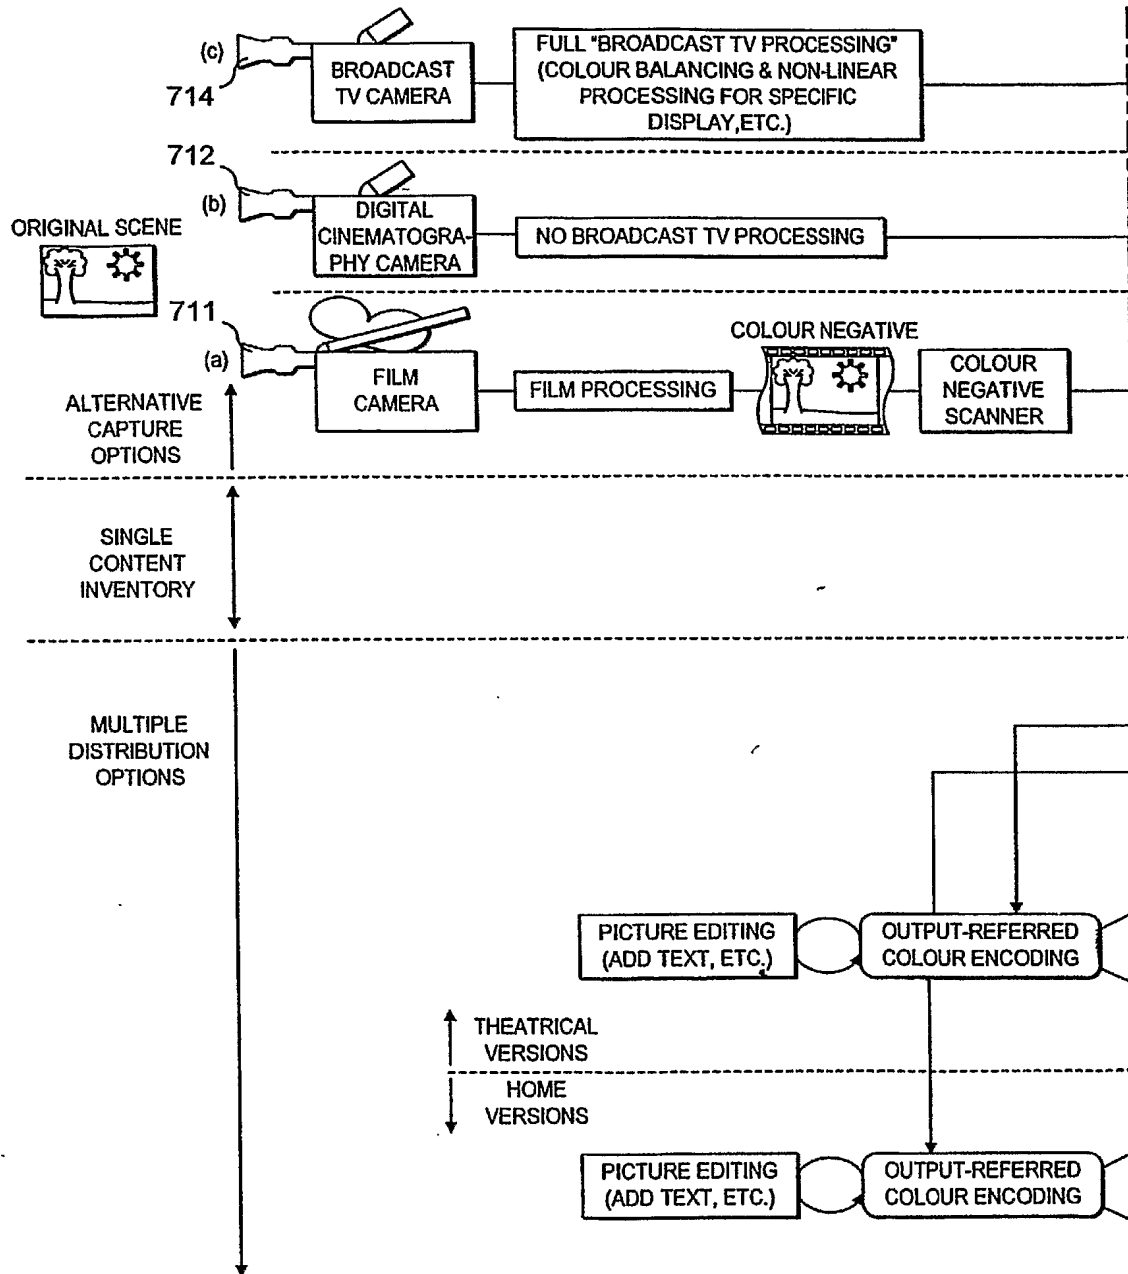 (c)
714
BROADCAST
TV CAMERA
FULL "BROADCAST TV PROCESSING"
(COLOUR BALANCING & NON-LINEAR
PROCESSING FOR SPECIFIC
DISPLAY,ETC.)
712
(b)
DIGITAL
CINEMATOGRA-
PHY CAMERA
NO BROADCAST TV PROCESSING
ORIGINAL SCENE
711
(a)
FILM
CAMERA
FILM PROCESSING
COLOUR NEGATIVE
COLOUR
NEGATIVE
SCANNER
ALTERNATIVE
CAPTURE
OPTIONS
SINGLE
CONTENT
INVENTORY
MULTIPLE
DISTRIBUTION
OPTIONS
PICTURE EDITING
(ADD TEXT, ETC.)
OUTPUT-REFERRED
COLOUR ENCODING
THEATRICAL
VERSIONS
HOME
VERSIONS
PICTURE EDITING
(ADD TEXT, ETC.)
OUTPUT-REFERRED
COLOUR ENCODING